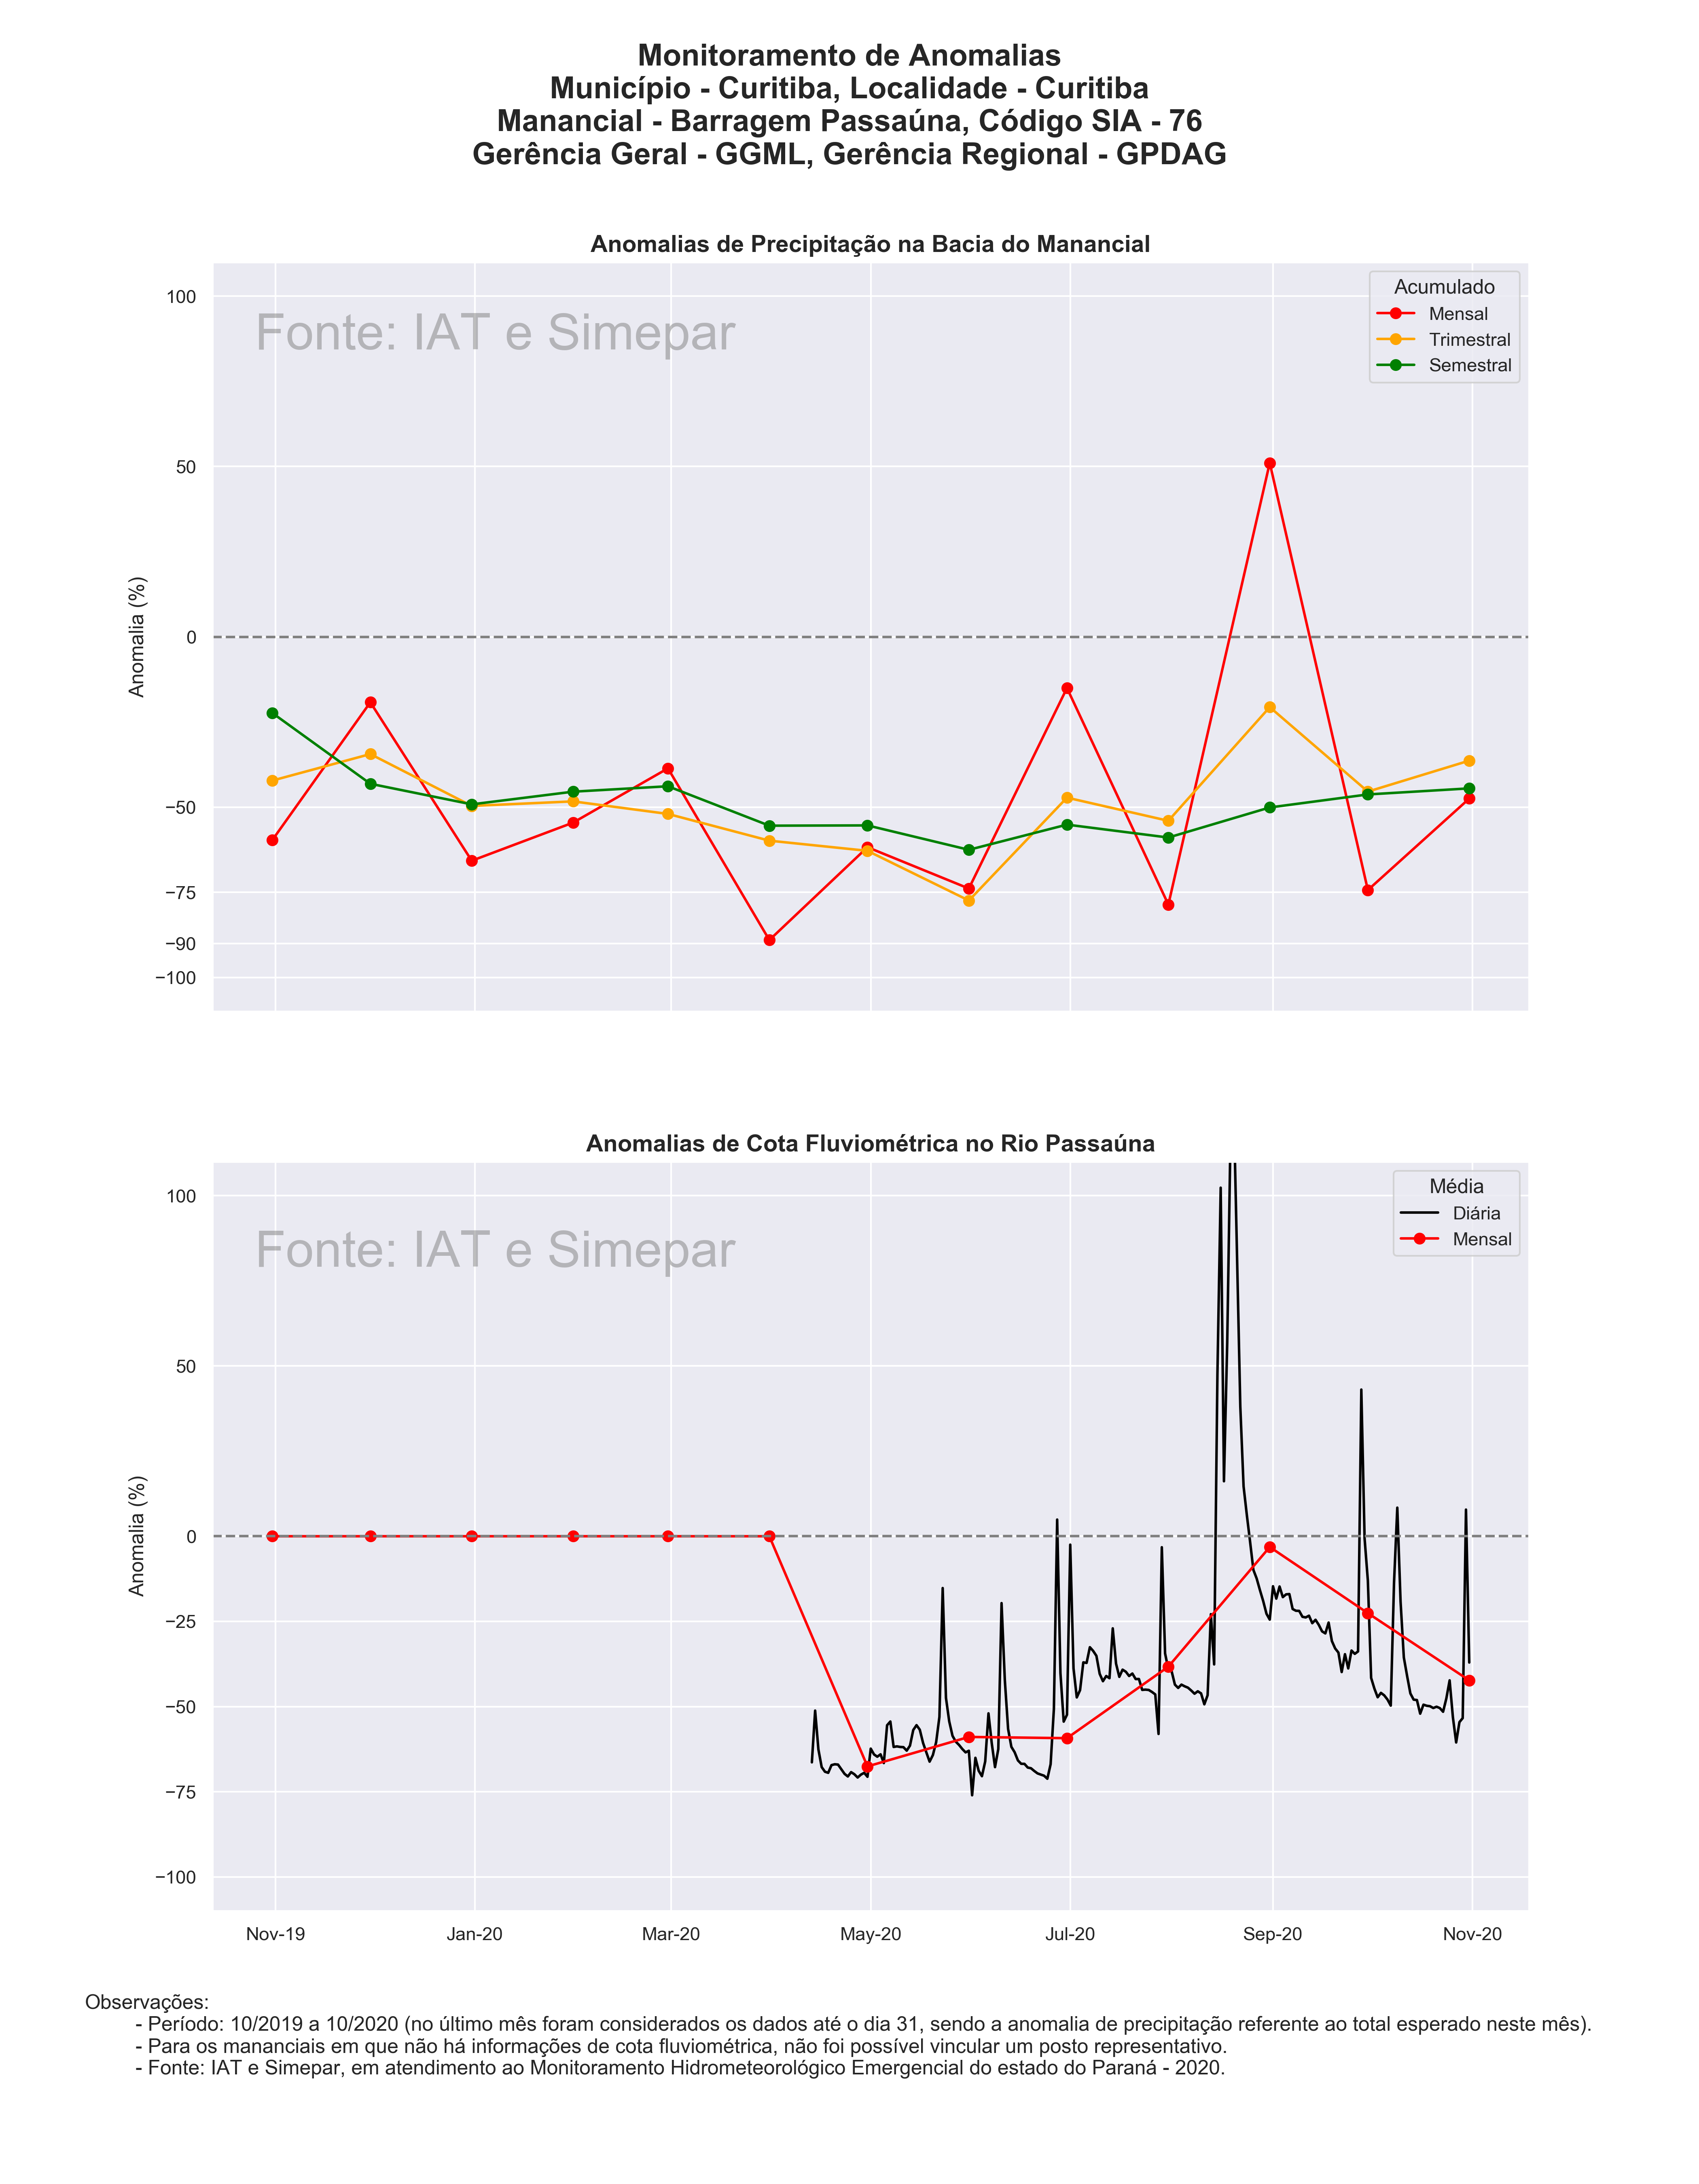 Monitoramento de Anomalias
Município - Curitiba, Localidade - Curitiba
Manancial - Barragem Passaúna, Código SIA - 76
Gerência Geral - GGML, Gerência Regional - GPDAG
Anomalias de Precipitação na Bacia do Manancial
Fonte: IAT e Simepar
Acumulado
Mensal
Trimestral
Semestral
Anomalia (%)
100
50
0
−50
−75
−90
−100
Anomalias de Cota Fluviométrica no Rio Passaúna
Fonte: IAT e Simepar
Média
Diária
Mensal
Anomalia (%)
100
50
0
−25
−50
−75
−100
Nov-19 Jan-20 Mar-20 May-20 Jul-20 Sep-20 Nov-20
Observações:
- Período: 10/2019 a 10/2020 (no último mês foram considerados os dados até o dia 31, sendo a anomalia de precipitação referente ao total esperado neste mês).
- Para os mananciais em que não há informações de cota fluviométrica, não foi possível vincular um posto representativo.
- Fonte: IAT e Simepar, em atendimento ao Monitoramento Hidrometeorológico Emergencial do estado do Paraná - 2020.